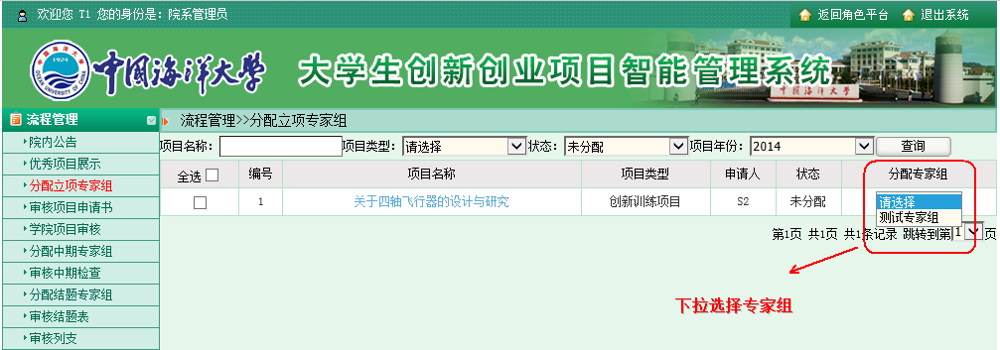 欢迎您 T1 您的身份是：院系管理员
返回角色平台 退出系统
1924
OCEAN UNIVERSITY OF CHINA
中国海洋大学 大学生创新创业项目智能管理系统
中国海洋大学
流程管理
院内公告
优秀项目展示
分配立项专家组
审核项目申请书
学院项目审核
分配中期专家组
审核中期检查
分配结题专家组
审核结题表
审核列支
流程管理>>分配立项专家组
项目名称： 项目类型： 请选择 状态： 未分配 项目年份： 2014 查询
全选 编号 项目名称 项目类型 申请人 状态 分配专家组
1 关于四轴飞行器的设计与研究 创新训练项目 S2 未分配 请选择
测试专家组
第1页 共1页 共1条记录 跳转到第 1 页
下拉选择专家组